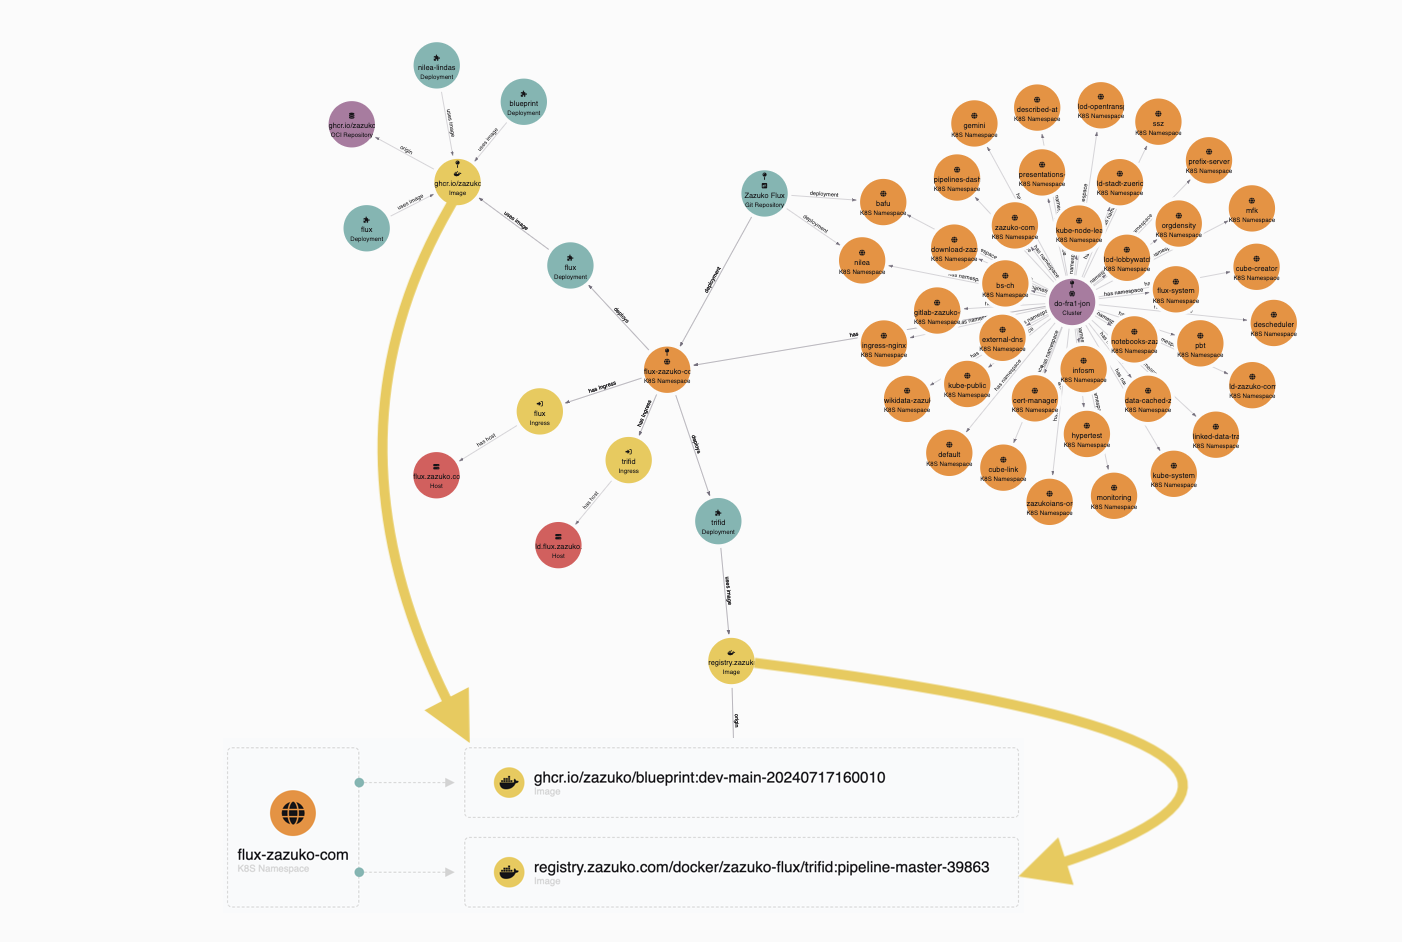 nilea-lindas
Deployment
blueprint
Deployment
ghcr.io/zazuko
OCI Repository
uses image
uses image
origin
ghcr.io/zazukc
Image
uses image
flux
Deployment
uses image
flux
Deployment
deploys
Zazuko Flux
Git Repository
deployment
deployment
deployment
bafu
K8S Namespace
nilea
K8S Namespace
flux-zazuko-cc
K8S Namespace
has
has ingress
has ingress
deploys
flux
Ingress
has host
flux.zazuko.cc
Host
trifid
Ingress
has host
ld.flux.zazuko.
Host
trifid
Deployment
uses image
registry.zazuk
Image
origin
gemini
K8S Namespace
described-at
K8S Namespace
lod-opentransp
K8S Namespace
ssz
K8S Namespace
prefix-server
K8S Namespace
pipelines-dasl
K8S Namespace
presentations-
K8S Namespace
ld-stadt-zueric
K8S Namespace
mfk
K8S Namespace
zazuko-com
K8S Namespace
kube-node-lea
K8S Namespace
orgdensity
K8S Namespace
download-zaz
K8S Namespace
lod-lobbywatc
K8S Namespace
cube-creator
K8S Namespace
bs-ch
K8S Namespace
do-fra1-jon
Cluster
has namespace
flux-system
K8S Namespace
gitlab-zazuko-
K8S Namespace
descheduler
K8S Namespace
ingress-nginx
K8S Namespace
external-dns
K8S Namespace
notebooks-zaz
K8S Namespace
pbt
K8S Namespace
has namespace
infosm
K8S Namespace
kube-public
K8S Namespace
ld-zazuko-com
K8S Namespace
wikidata-zazul
K8S Namespace
cert-manager
K8S Namespace
data-cached-z
K8S Namespace
hypertest
K8S Namespace
linked-data-tra
K8S Namespace
default
K8S Namespace
cube-link
K8S Namespace
kube-system
K8S Namespace
zazukoians-or
K8S Namespace
monitoring
K8S Namespace
flux-zazuko-com
K8S Namespace
ghcr.io/zazuko/blueprint:dev-main-20240717160010
Image
registry.zazuko.com/docker/zazuko-flux/trifid:pipeline-master-39863
Image